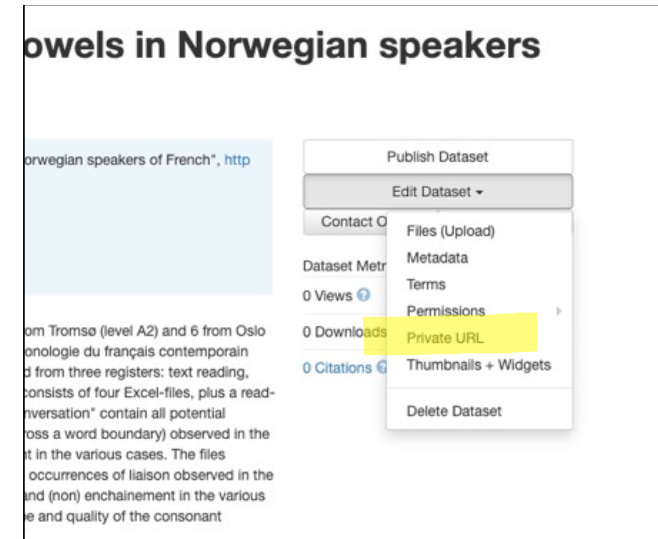 owels in Norwegian speakers
orwegian speakers of French", http
Publish Dataset
Edit Dataset
Contact O
Files (Upload)
Metadata
Terms
Permissions
Private URL
Thumbnails + Widgets
Delete Dataset
Dataset Metr
0 Views
0 Downloads
0 Citations
om Tromsø (level A2) and 6 from Oslo
onologie du français contemporain
d from three registers: text reading,
consists of four Excel-files, plus a read-
nversation" contain all potential
ross a word boundary) observed in the
nt in the various cases. The files
occurrences of liaison observed in the
and (non) enchainement in the various
e and quality of the consonant